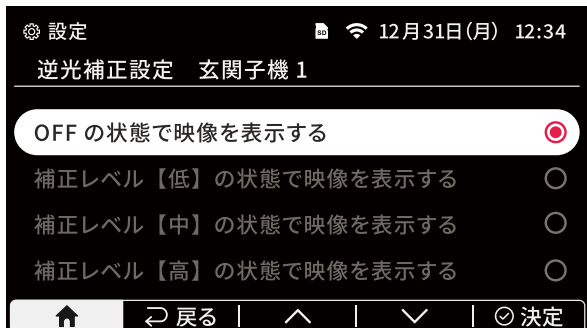 設定 SD 12月31日(月) 12:34
逆光補正設定 玄関子機 1
OFF の状態で映像を表示する
補正レベル【低】の状態で映像を表示する
補正レベル【中】の状態で映像を表示する
補正レベル【高】の状態で映像を表示する
戻る 決定